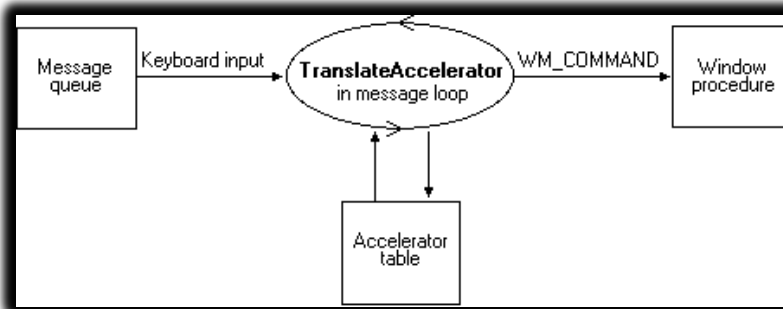 Message
queue
Keyboard input
TranslateAccelerator
in message loop
WM_COMMAND
Window
procedure
Accelerator
table